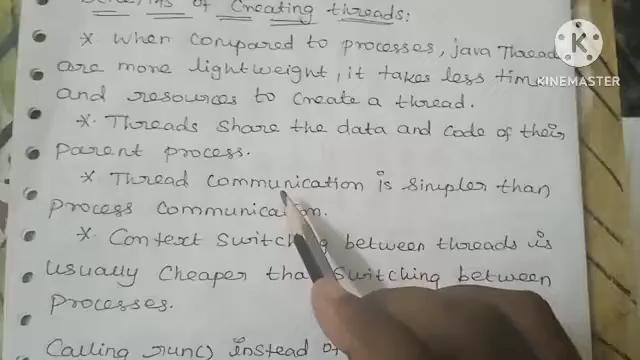 of Creating threads:
* When compared to processes, Java Thread
are more lightweight, it takes less time
and resources to create a thread.
* Threads share the data and code of their
parent process.
* Thread communication is simpler than
process communication.
* Context switching between threads is
usually cheaper than switching between
processes.
Calling run() instead of
K
KINEMASTER